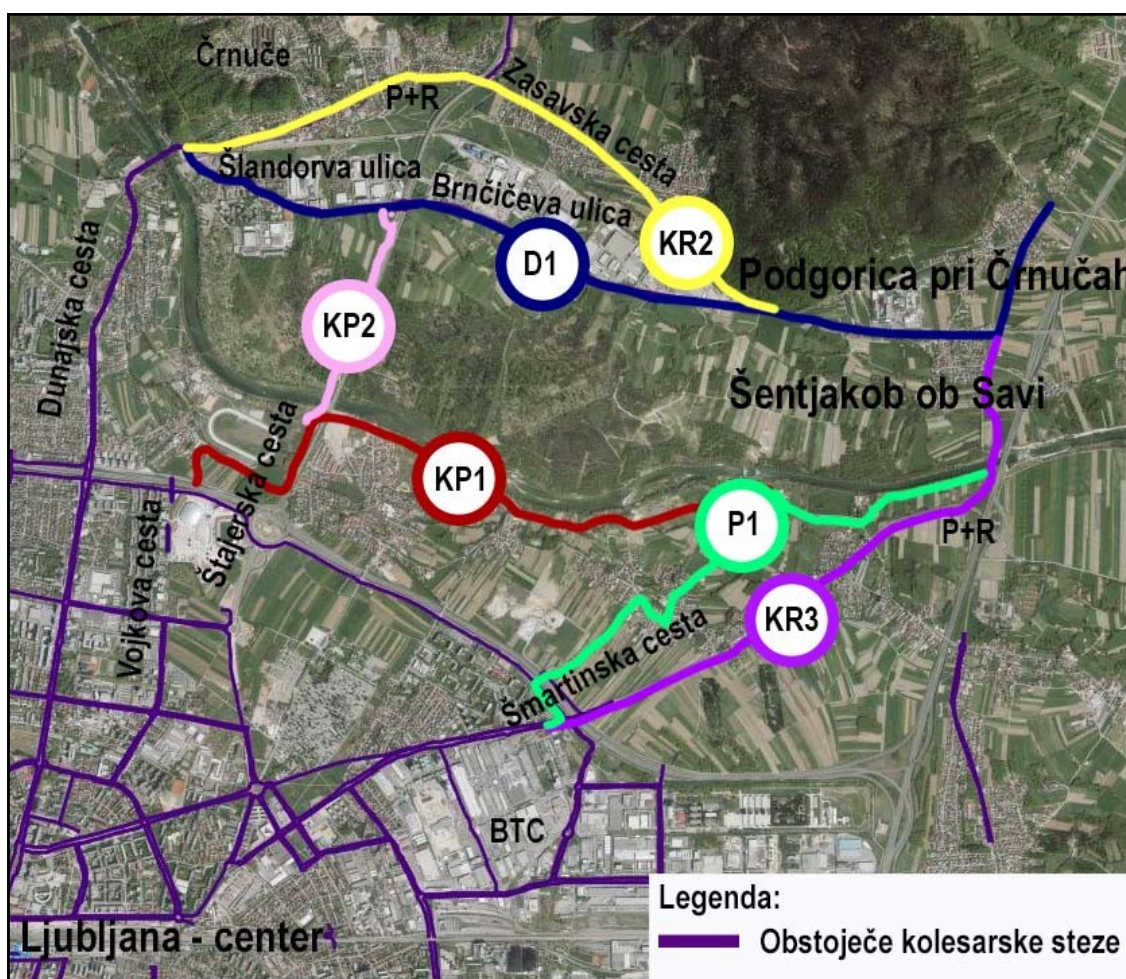 Črnuče
P+R
Zasavska cesta
Šlandorva ulica
Brnčičeva ulica
KR2
D1
Podgorica pri Črnučah
KP2
Dunajska cesta
Šentjakob ob Savi
Štajerska cesta
KP1
P1
P+R
Vojkova cesta
KR3
Šmartinska cesta
BTC
Legenda:
Ljubljana - center
Obstoječe kolesarske steze